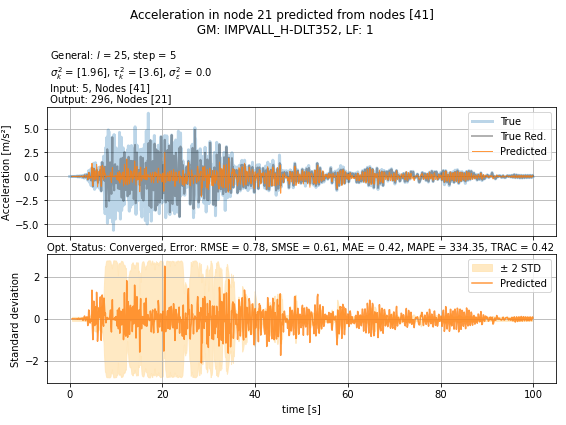 Acceleration in node 21 predicted from nodes [41]
GM: IMPVALL_H-DLT352, LF: 1
General: l = 25, step = 5
σ²ₖ = [1.96], τ²ₖ = [3.6], σ²ε = 0.0
Input: 5, Nodes [41]
Output: 296, Nodes [21]
Acceleration [m/s²]
5.0
2.5
0.0
−2.5
−5.0
True
True Red.
Predicted
Opt. Status: Converged, Error: RMSE = 0.78, SMSE = 0.61, MAE = 0.42, MAPE = 334.35, TRAC = 0.42
Standard deviation
2
0
−2
± 2 STD
Predicted
0 20 40 60 80 100
time [s]